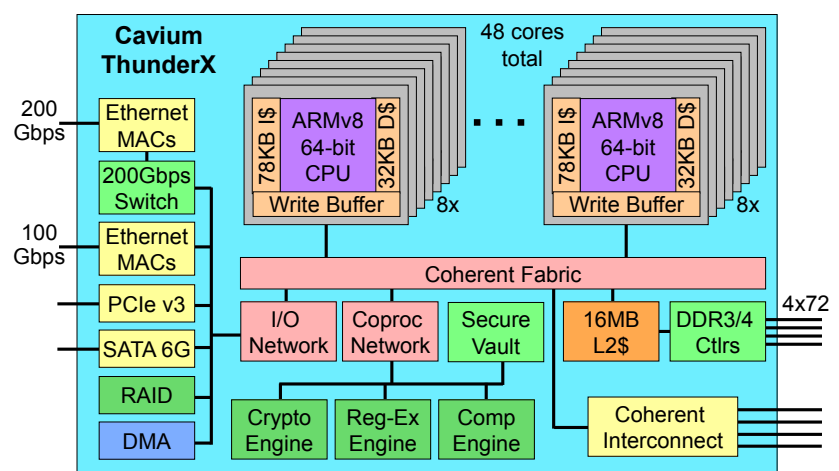 Cavium
ThunderX
48 cores
total
78KB I$
ARMv8
64-bit
CPU
32KB D$
Write Buffer
8x
78KB I$
ARMv8
64-bit
CPU
32KB D$
Write Buffer
8x
200
Gbps
Ethernet
MACs
200Gbps
Switch
100
Gbps
Ethernet
MACs
PCIe v3
SATA 6G
RAID
DMA
Coherent Fabric
I/O
Network
Coproc
Network
Secure
Vault
16MB
L2$
DDR3/4
Ctlrs
4x72
Crypto
Engine
Reg-Ex
Engine
Comp
Engine
Coherent
Interconnect